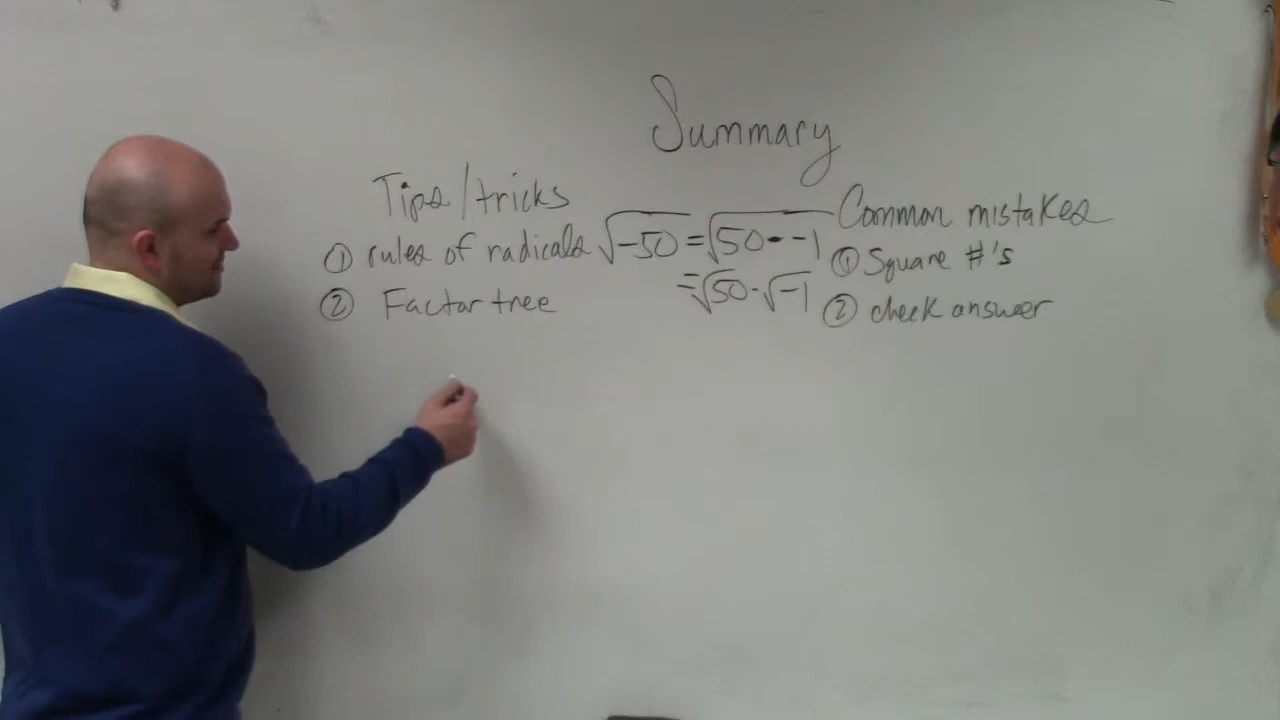 Summary
Tips/tricks
① rules of radicals √-50 = √50 · -1
= √50 · √-1
② Factor tree
Common mistakes
① Square #'s
② check answer